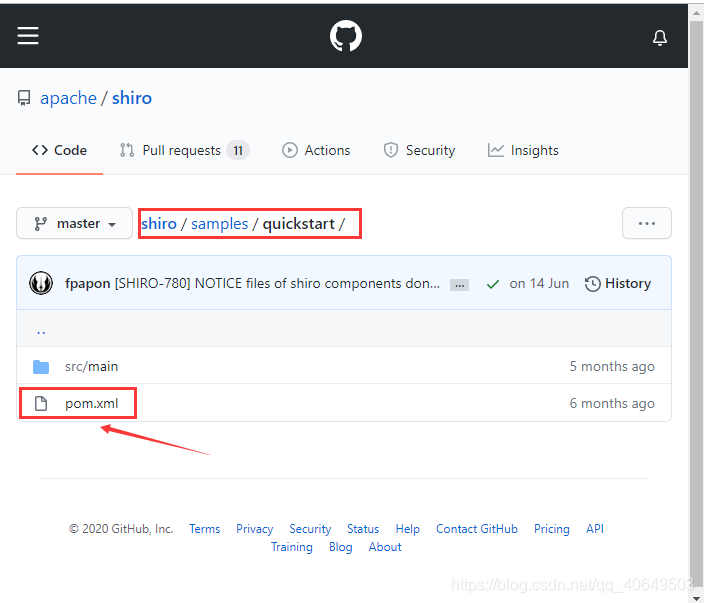 apache / shiro
Code Pull requests 11 Actions Security Insights
master shiro / samples / quickstart / ...
fpapon [SHIRO-780] NOTICE files of shiro components don... ... on 14 Jun History
..
src/main 5 months ago
pom.xml 6 months ago
© 2020 GitHub, Inc. Terms Privacy Security Status Help Contact GitHub Pricing API
Training Blog About
https://blog.csdn.net/qq_40649503